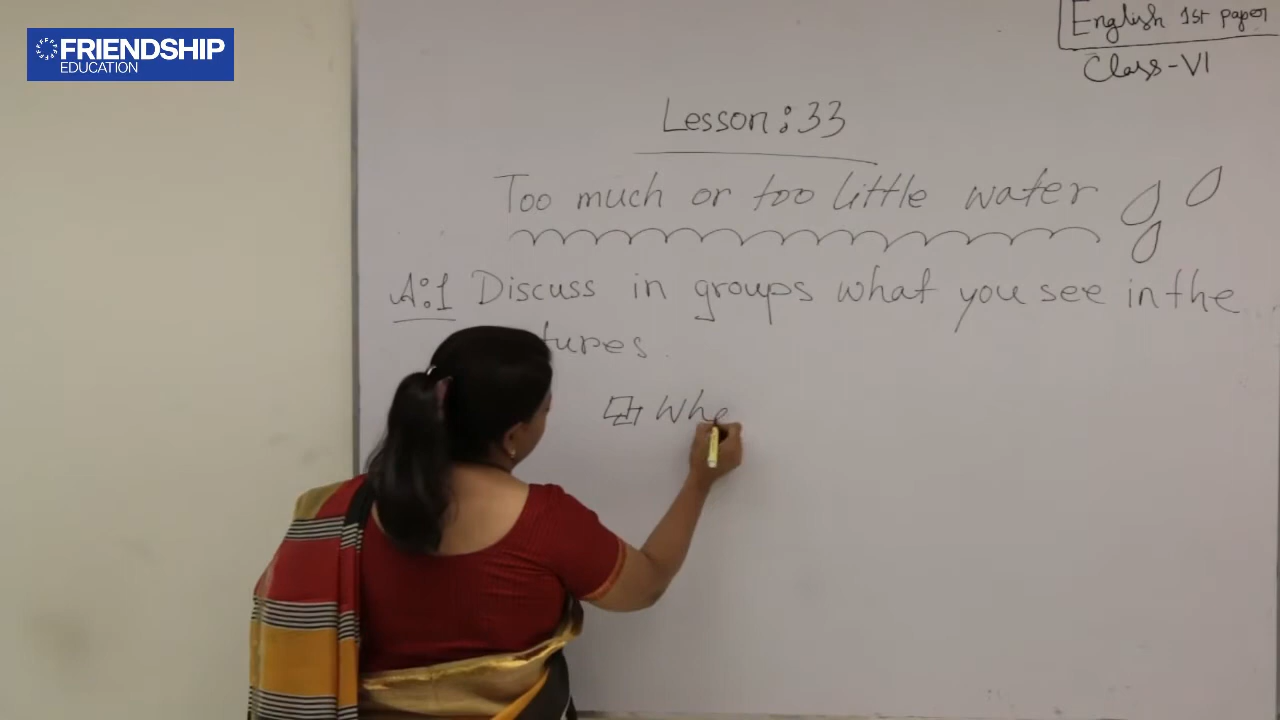 FRIENDSHIP
EDUCATION
English 1st paper
Class-VI
Lesson:33
Too much or too little water
A:1 Discuss in groups what you see in the
tures.
Whe